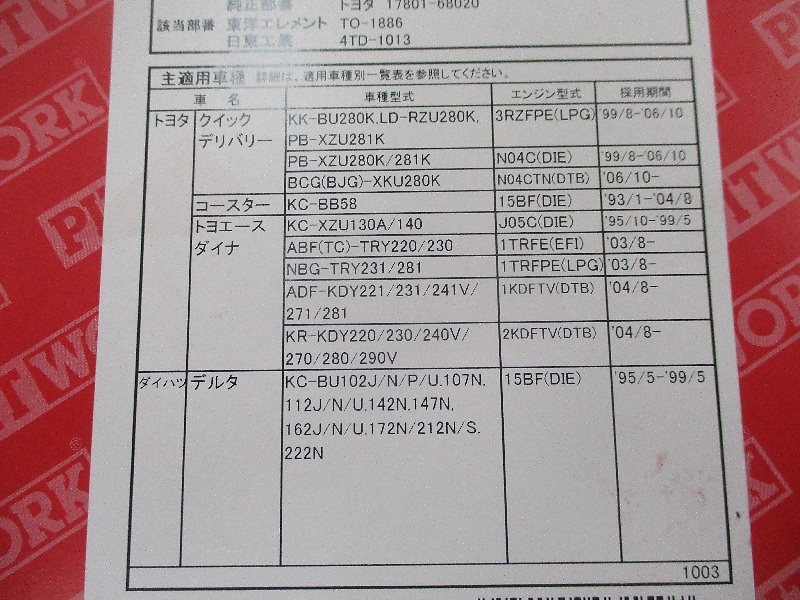 純正部番 トヨタ 17801-68020
該当部番 東洋エレメント TO-1886
日東工業 4TD-1013
主適用車種 詳細は、適用車種別一覧表を参照してください。
車 名 車種型式 エンジン型式 採用期間
トヨタ クイック KK-BU280K,LD-RZU280K, 3RZFPE(LPG) '99/8-'06/10
デリバリー PB-XZU281K
PB-XZU280K/281K N04C(DIE) '99/8-'06/10
BCG(BJG)-XKU280K N04CTN(DTB) '06/10-
コースター KC-BB58 15BF(DIE) '93/1-'04/8
トヨエース KC-XZU130A/140 J05C(DIE) '95/10-'99/5
ダイナ ABF(TC)-TRY220/230 1TRFE(EFI) '03/8-
NBG-TRY231/281 1TRFPE(LPG) '03/8-
ADF-KDY221/231/241V/ 1KDFTV(DTB) '04/8-
271/281
KR-KDY220/230/240V/ 2KDFTV(DTB) '04/8-
270/280/290V
ダイハツ デルタ KC-BU102J/N/P/U,107N, 15BF(DIE) '95/5-'99/5
112J/N/U,142N,147N,
162J/N/U,172N/212N/S,
222N
1003
PITWORK